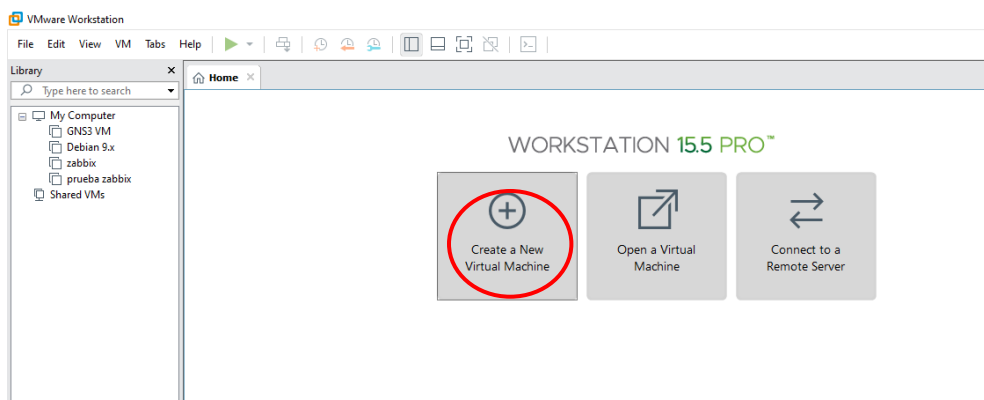 VMware Workstation
File Edit View VM Tabs Help
Library
Type here to search
My Computer
GNS3 VM
Debian 9.x
zabbix
prueba zabbix
Shared VMs
Home
WORKSTATION 15.5 PRO™
Create a New
Virtual Machine
Open a Virtual
Machine
Connect to a
Remote Server